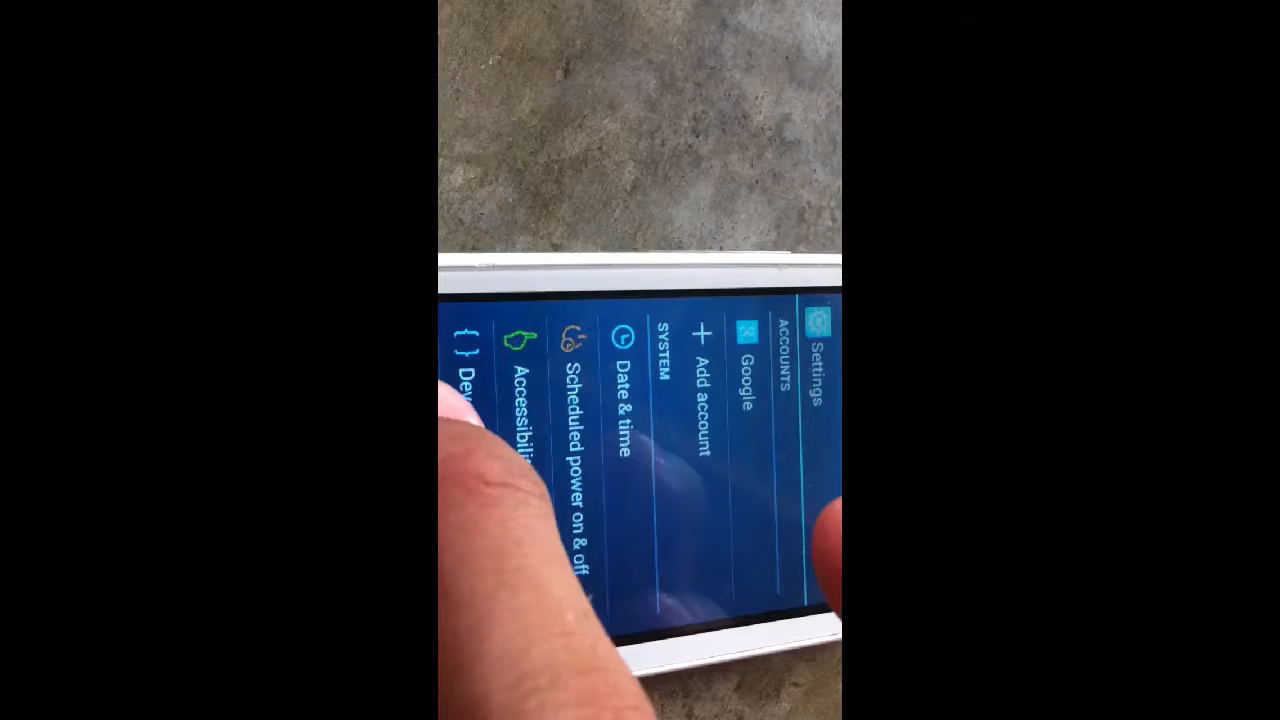 Settings
ACCOUNTS
Google
Add account
SYSTEM
Date & time
Scheduled power on & off